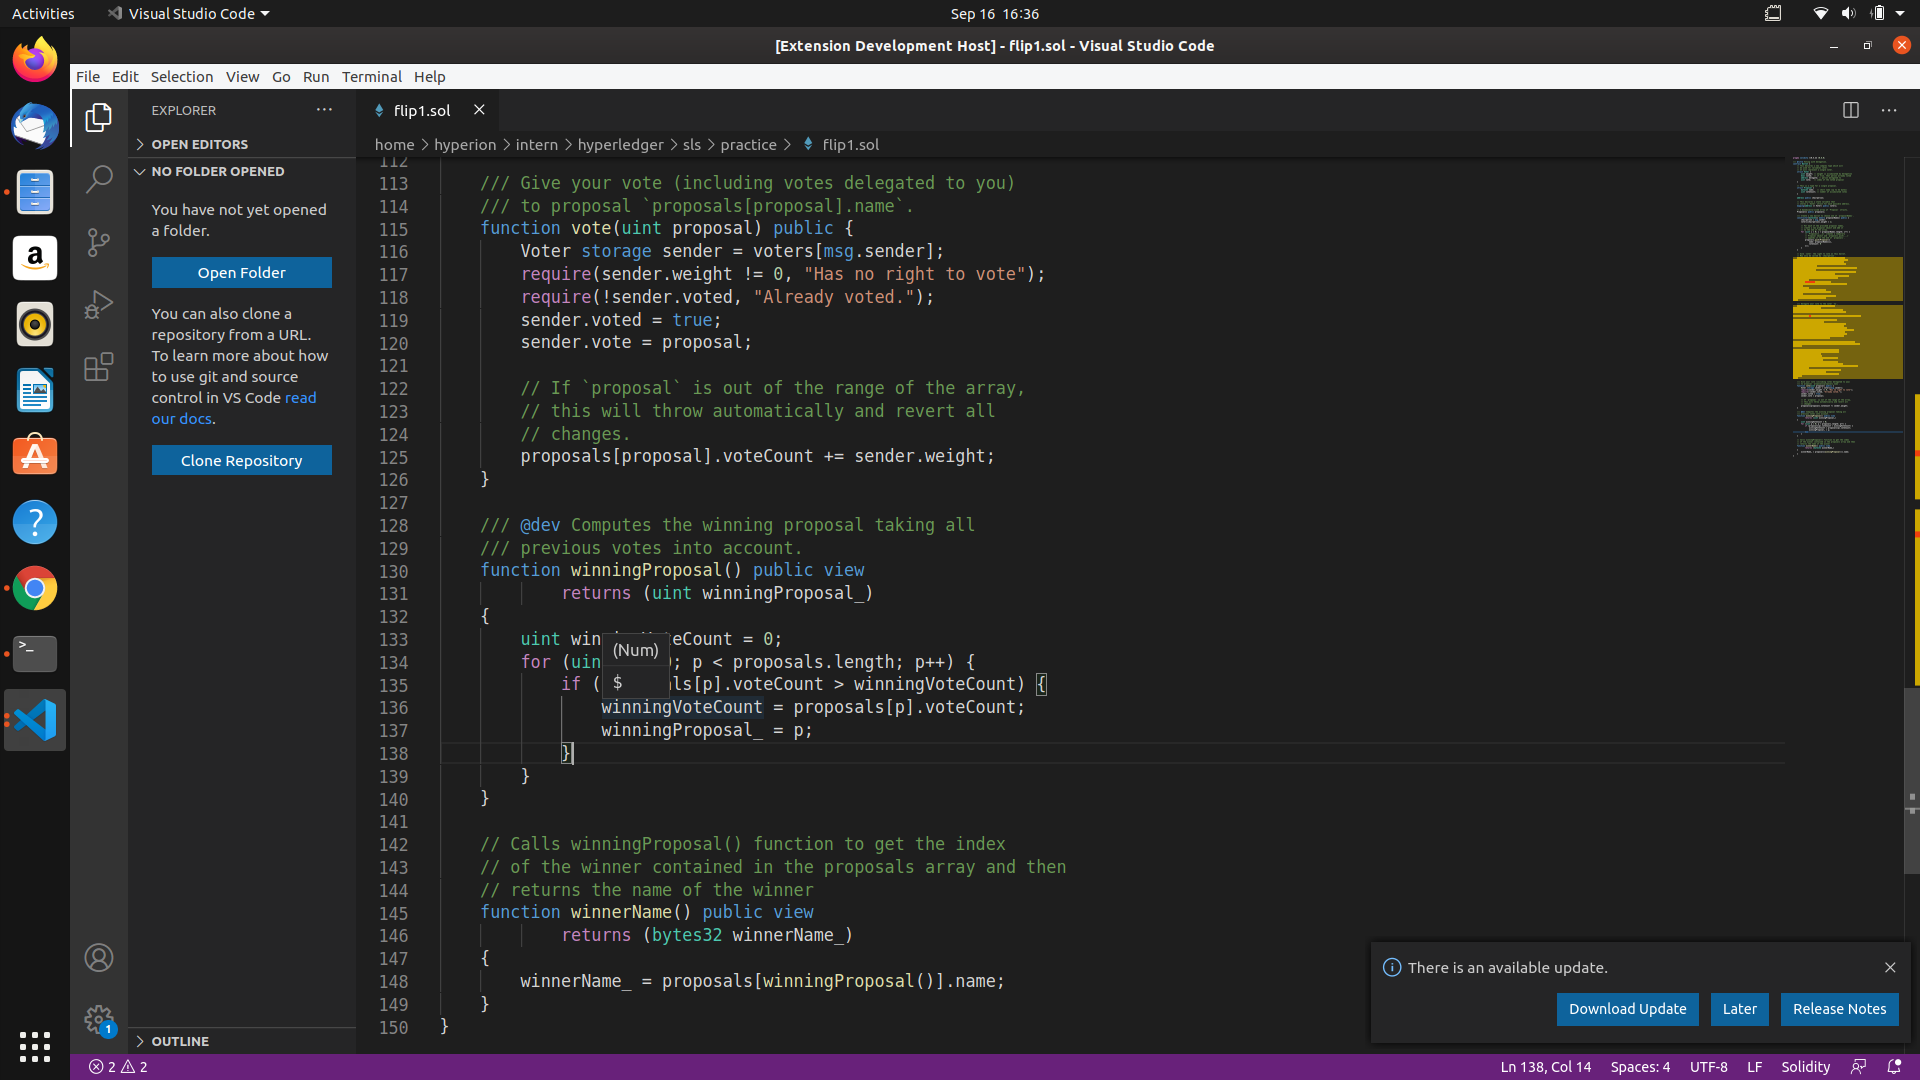 Activities
Visual Studio Code
Sep 16 16:36
[Extension Development Host] - flip1.sol - Visual Studio Code
File Edit Selection View Go Run Terminal Help
EXPLORER
OPEN EDITORS
NO FOLDER OPENED
You have not yet opened
a folder.
Open Folder
You can also clone a
repository from a URL.
To learn more about how
to use git and source
control in VS Code read
our docs.
Clone Repository
OUTLINE
flip1.sol
home > hyperion > intern > hyperledger > sls > practice > flip1.sol
112
113 /// Give your vote (including votes delegated to you)
114 /// to proposal `proposals[proposal].name`.
115 function vote(uint proposal) public {
116 Voter storage sender = voters[msg.sender];
117 require(sender.weight != 0, "Has no right to vote");
118 require(!sender.voted, "Already voted.");
119 sender.voted = true;
120 sender.vote = proposal;
121
122 // If `proposal` is out of the range of the array,
123 // this will throw automatically and revert all
124 // changes.
125 proposals[proposal].voteCount += sender.weight;
126 }
127
128 /// @dev Computes the winning proposal taking all
129 /// previous votes into account.
130 function winningProposal() public view
131 returns (uint winningProposal_)
132 {
133 uint win eCount = 0;
134 for (uin ; p < proposals.length; p++) {
135 if ( ls[p].voteCount > winningVoteCount) {
136 winningVoteCount = proposals[p].voteCount;
137 winningProposal_ = p;
138 }
139 }
140 }
141
142 // Calls winningProposal() function to get the index
143 // of the winner contained in the proposals array and then
144 // returns the name of the winner
145 function winnerName() public view
146 returns (bytes32 winnerName_)
147 {
148 winnerName_ = proposals[winningProposal()].name;
149 }
150 }
(Num)
$
There is an available update.
Download Update
Later
Release Notes
1
2 2
Ln 138, Col 14
Spaces: 4
UTF-8
LF
Solidity